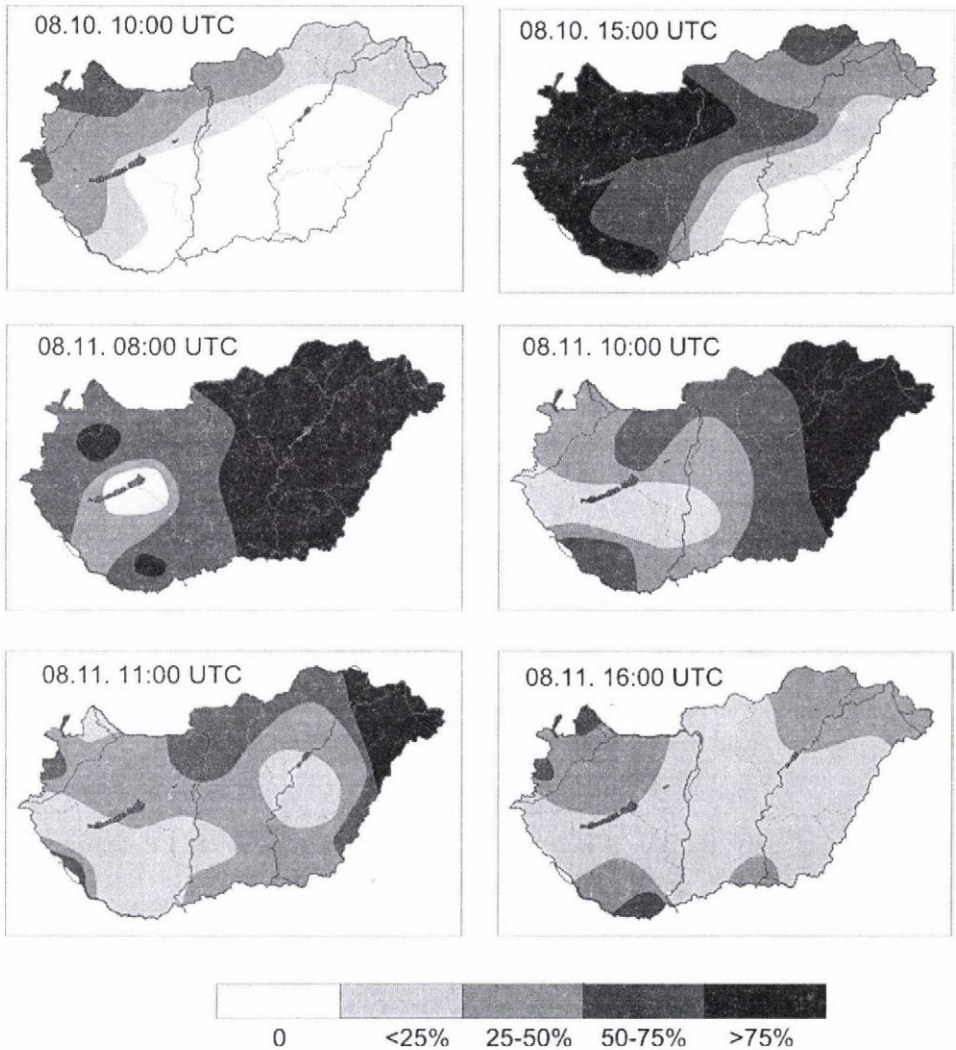 08.10. 10:00 UTC
08.10. 15:00 UTC
08.11. 08:00 UTC
08.11. 10:00 UTC
08.11. 11:00 UTC
08.11. 16:00 UTC
0 <25% 25-50% 50-75% >75%